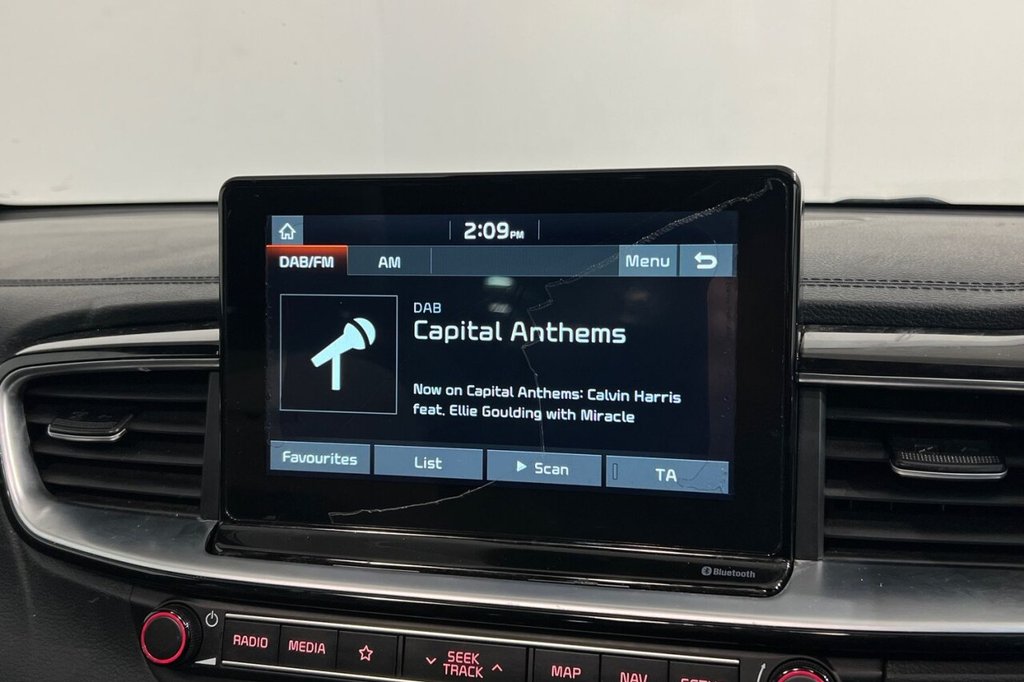 2:09PM
DAB/FM AM Menu
DAB
Capital Anthems
Now on Capital Anthems: Calvin Harris
feat. Ellie Goulding with Miracle
Favourites List Scan TA
Bluetooth
RADIO MEDIA SEEK TRACK MAP NAV